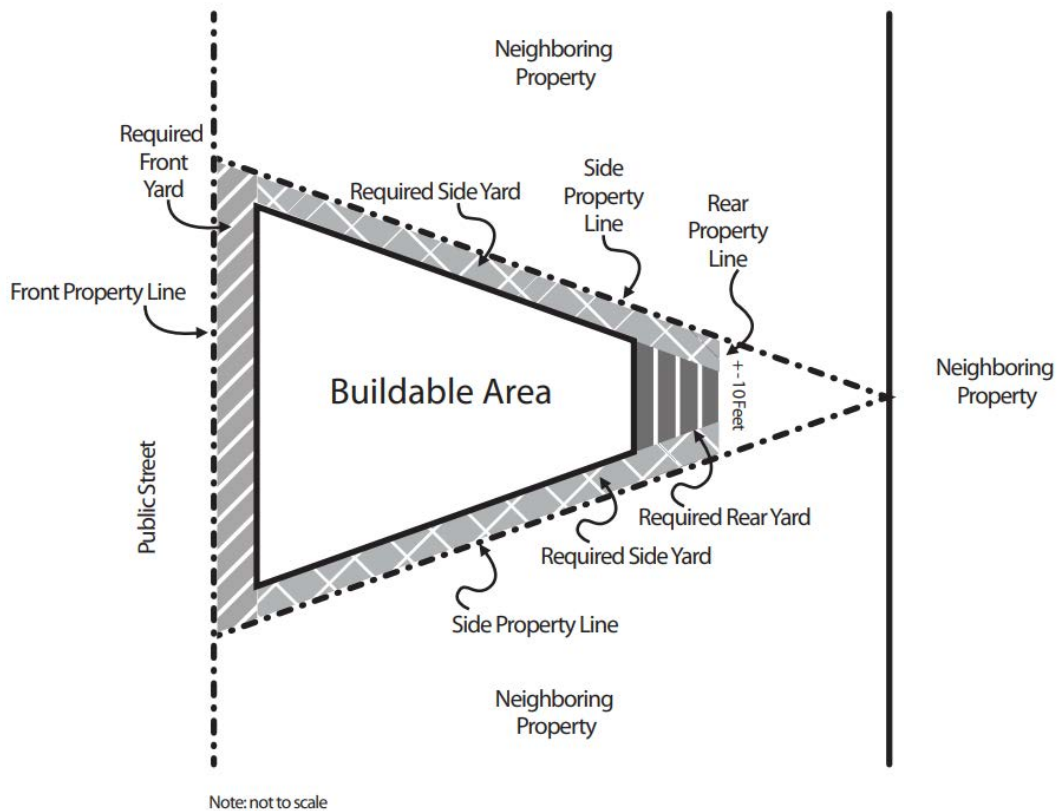 Neighboring
Property
Required
Front
Yard
Required Side Yard
Side
Property
Line
Rear
Property
Line
Front Property Line
Buildable Area
+-10 Feet
Neighboring
Property
Public Street
Required Rear Yard
Required Side Yard
Side Property Line
Neighboring
Property
Note: not to scale